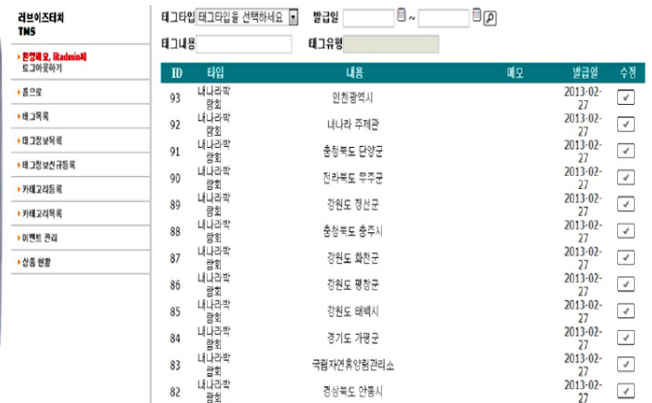 러브이즈터치
TMS
환영해요, lltadmin씨
로그아웃하기
홈으로
태그목록
태그정보목록
태그정보신규등록
카테고리등록
카테고리목록
이벤트 관리
상품 현황
태그타입 태그타입을 선택하세요 발급일 ~
태그내용 태그유형
ID 타입 내용 메모 발급일 수정
93 내나라박람회 인천광역시 2013-02-27
92 내나라박람회 내나라 주제관 2013-02-27
91 내나라박람회 충청북도 단양군 2013-02-27
90 내나라박람회 전라북도 무주군 2013-02-27
89 내나라박람회 강원도 정선군 2013-02-27
88 내나라박람회 충청북도 충주시 2013-02-27
87 내나라박람회 강원도 화천군 2013-02-27
86 내나라박람회 강원도 평창군 2013-02-27
85 내나라박람회 강원도 태백시 2013-02-27
84 내나라박람회 경기도 가평군 2013-02-27
83 내나라박람회 국립자연휴양림관리소 2013-02-27
82 내나라박람회 경상북도 안동시 2013-02-27